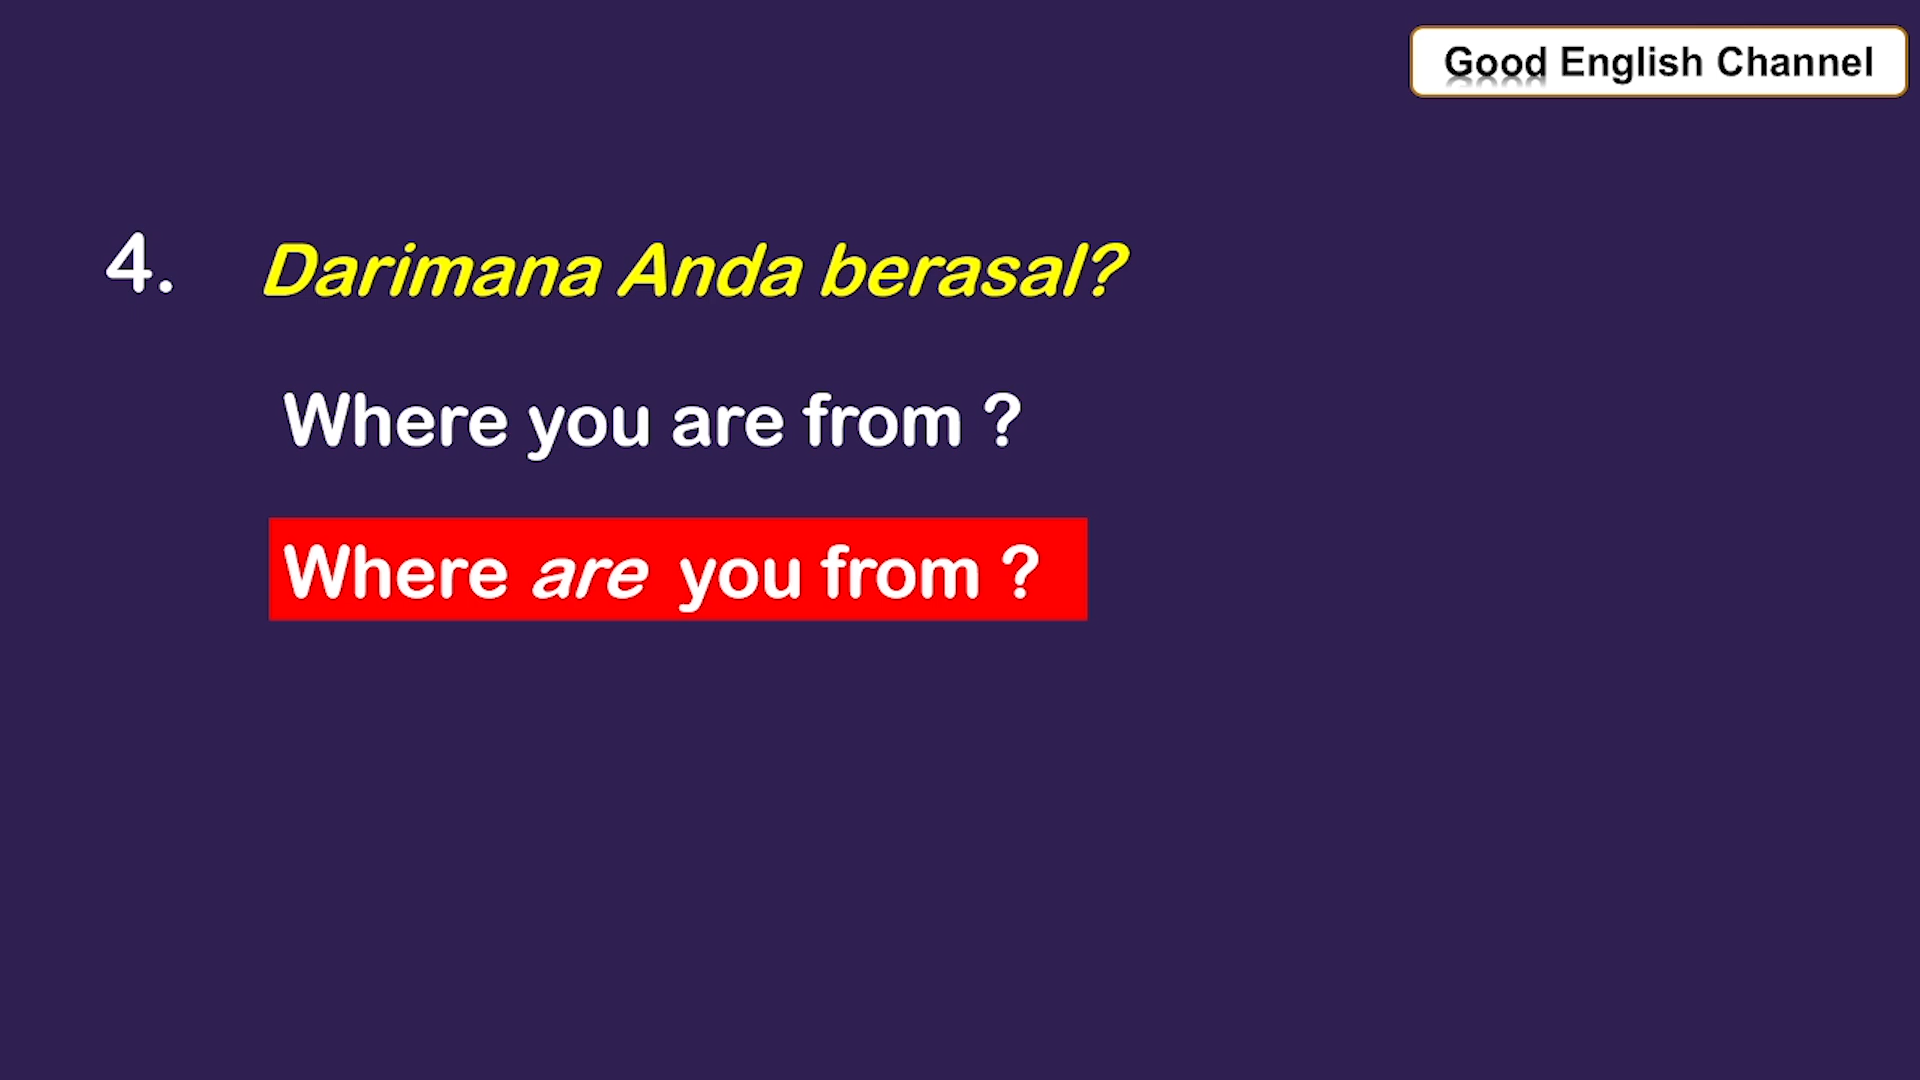 Good English Channel
4. Darimana Anda berasal?
Where you are from ?
Where are you from ?